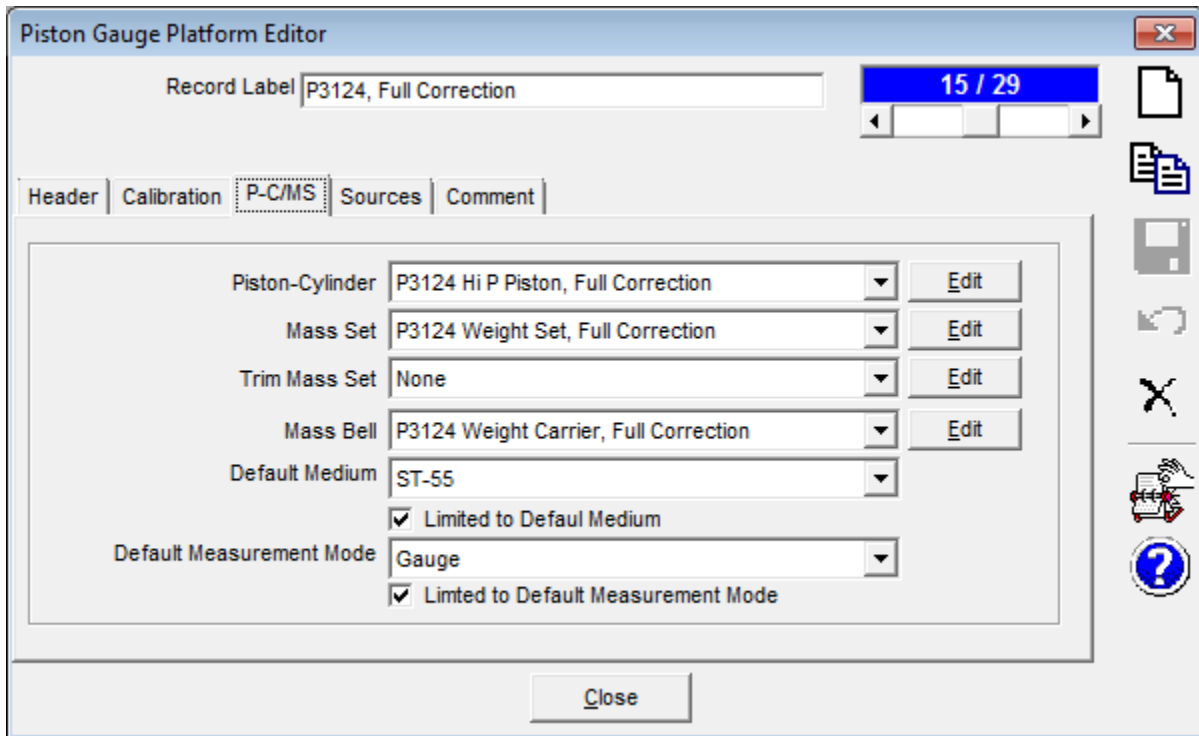 Piston Gauge Platform Editor
Record Label P3124, Full Correction
15 / 29
Header Calibration P-C/MS Sources Comment
Piston-Cylinder P3124 Hi P Piston, Full Correction Edit
Mass Set P3124 Weight Set, Full Correction Edit
Trim Mass Set None Edit
Mass Bell P3124 Weight Carrier, Full Correction Edit
Default Medium ST-55
Limited to Defaul Medium
Default Measurement Mode Gauge
Limted to Default Measurement Mode
Close